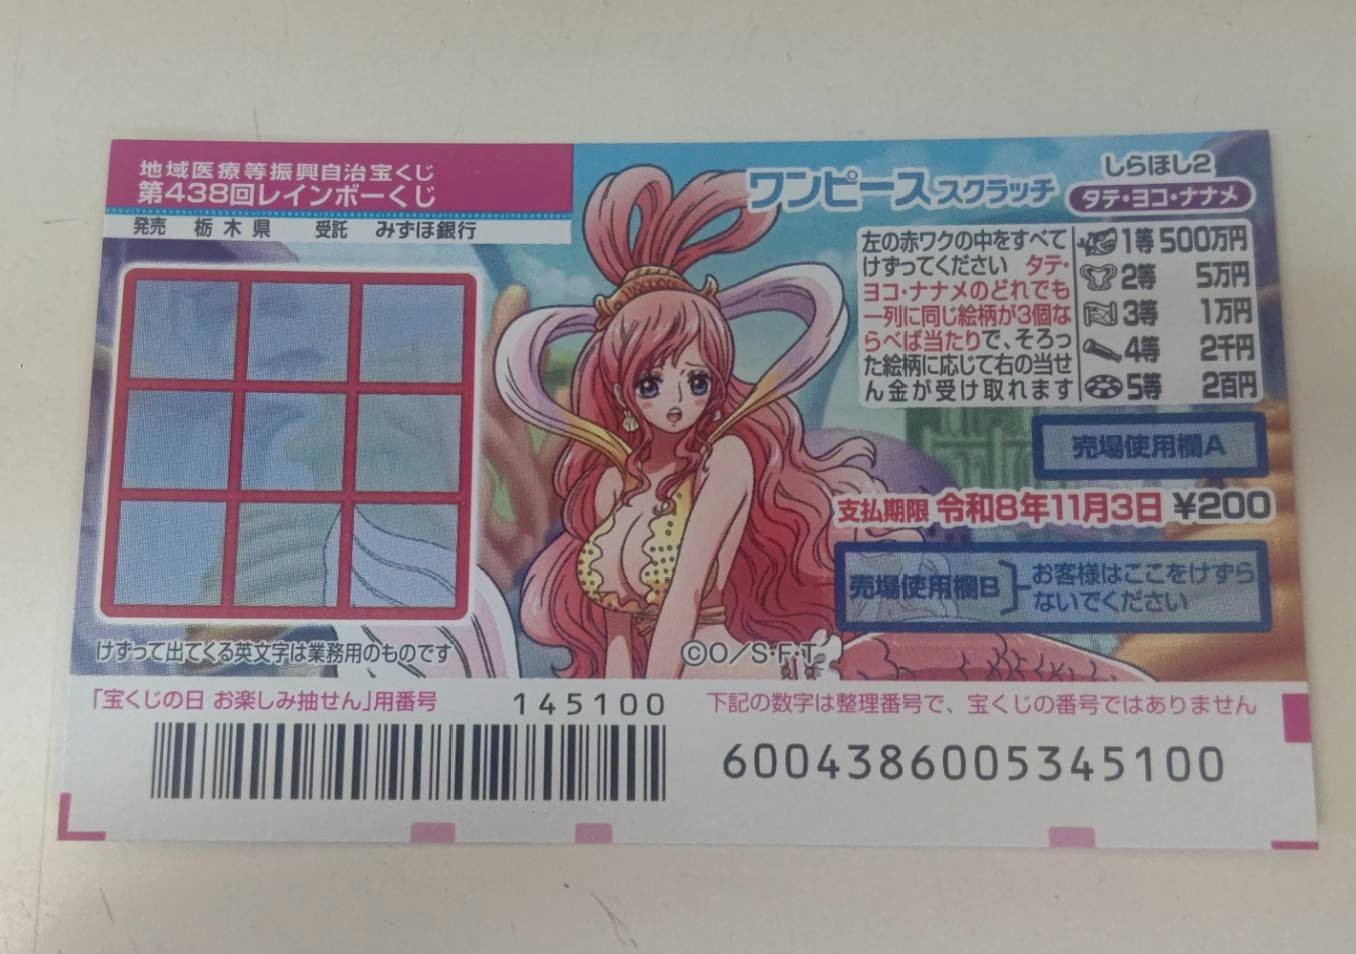 地域医療等振興自治宝くじ
第438回レインボーくじ
発売 栃木県 受託 みずほ銀行
ワンピーススクラッチ
しらほし2
タテ・ヨコ・ナナメ
左の赤ワクの中をすべて
けずってください タテ・
ヨコ・ナナメのどれでも
一列に同じ絵柄が3個な
らべば当たりで、そろっ
た絵柄に応じて右の当せ
ん金が受け取れます
1等 500万円
2等 5万円
3等 1万円
4等 2千円
5等 2百円
売場使用欄A
支払期限 令和8年11月3日 ¥200
売場使用欄B
お客様はここをけずら
ないでください
けずって出てくる英文字は業務用のものです
©O/S・F・T
「宝くじの日 お楽しみ抽せん」用番号 145100
下記の数字は整理番号で、宝くじの番号ではありません
6004386005345100